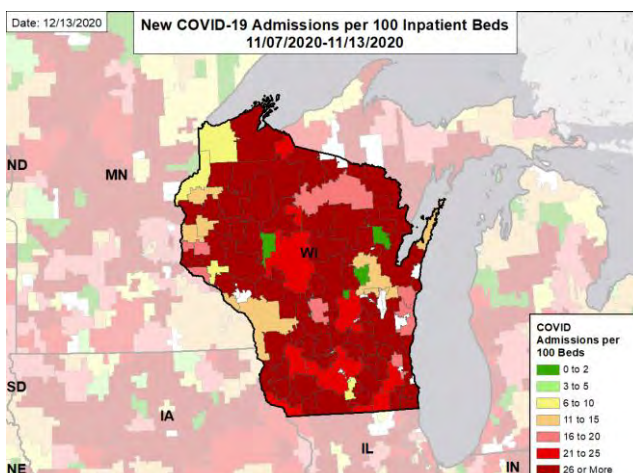 Date: 12/13/2020
New COVID-19 Admissions per 100 Inpatient Beds
11/07/2020-11/13/2020
ND
MN
WI
SD
IA
NE
IL
IN
COVID
Admissions per
100 Beds
0 to 2
3 to 5
6 to 10
11 to 15
16 to 20
21 to 25
26 or More